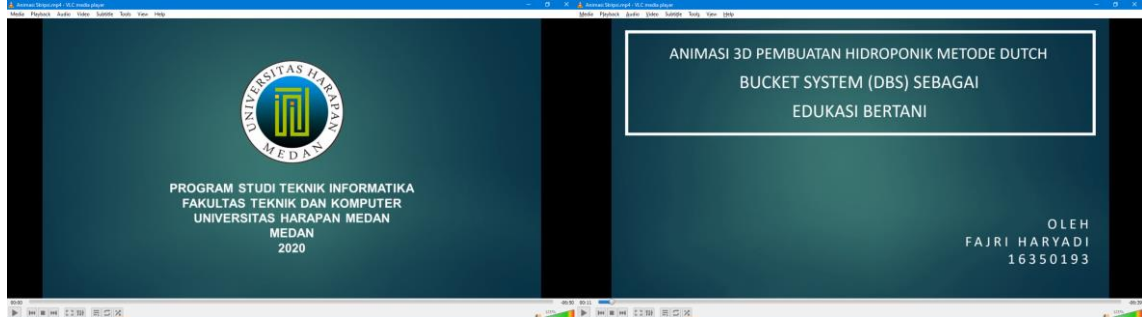 Animasi Skripsi.mp4 - VLC media player
Media Playback Audio Video Subtitle Tools View Help
UNIVERSITAS HARAPAN
MEDAN
PROGRAM STUDI TEKNIK INFORMATIKA
FAKULTAS TEKNIK DAN KOMPUTER
UNIVERSITAS HARAPAN MEDAN
MEDAN
2020
00:00
Animasi Skripsi.mp4 - VLC media player
Media Playback Audio Video Subtitle Tools View Help
ANIMASI 3D PEMBUATAN HIDROPONIK METODE DUTCH
BUCKET SYSTEM (DBS) SEBAGAI
EDUKASI BERTANI
OLEH
FAJRI HARYADI
16350193